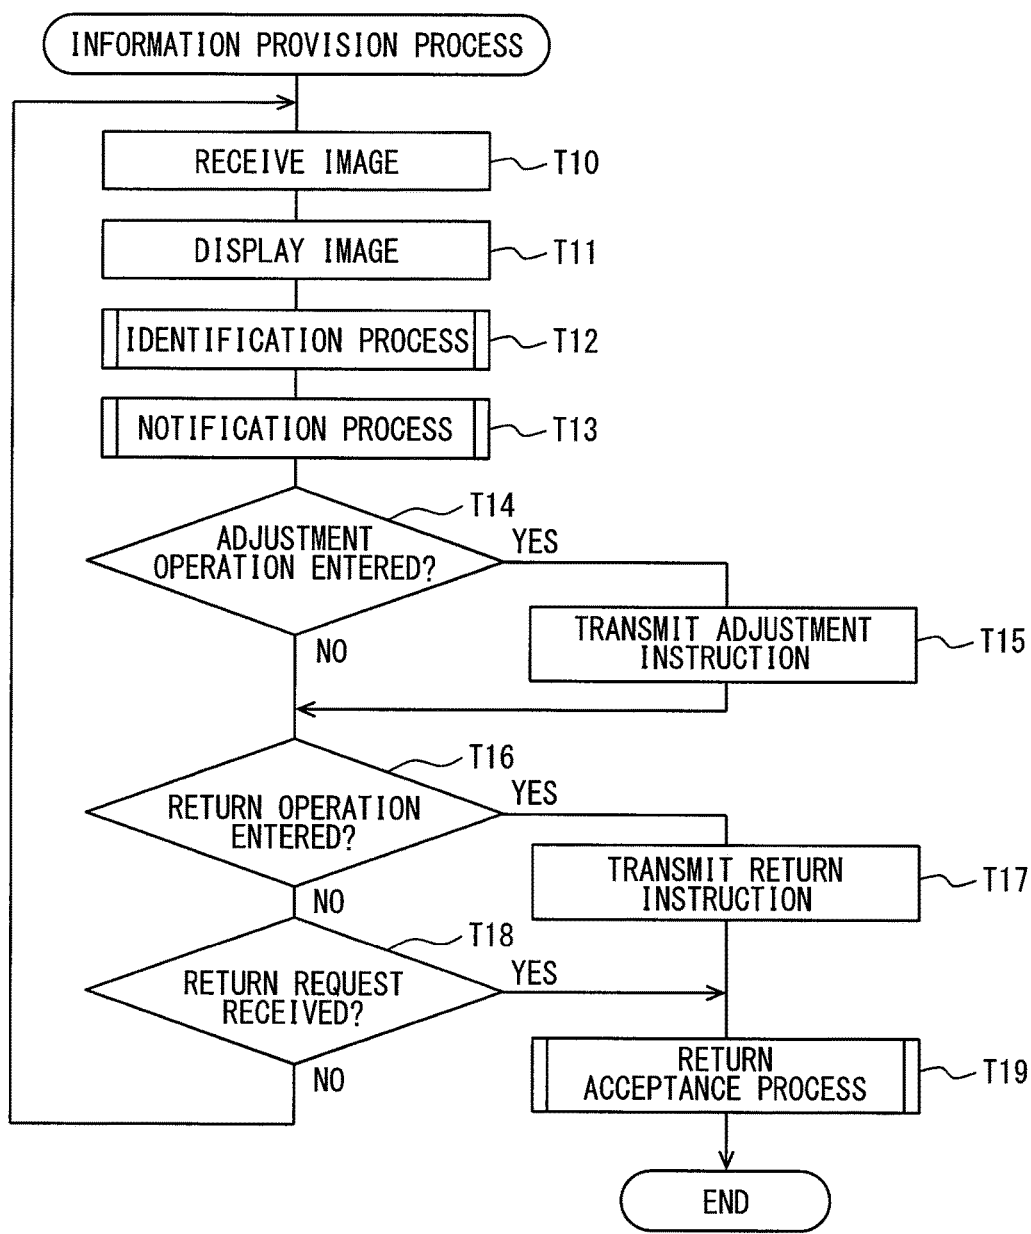 INFORMATION PROVISION PROCESS
RECEIVE IMAGE
T10
DISPLAY IMAGE
T11
IDENTIFICATION PROCESS
T12
NOTIFICATION PROCESS
T13
T14
ADJUSTMENT
OPERATION ENTERED?
YES
NO
TRANSMIT ADJUSTMENT
INSTRUCTION
T15
T16
RETURN OPERATION
ENTERED?
YES
NO
TRANSMIT RETURN
INSTRUCTION
T17
T18
RETURN REQUEST
RECEIVED?
YES
NO
RETURN
ACCEPTANCE PROCESS
T19
END